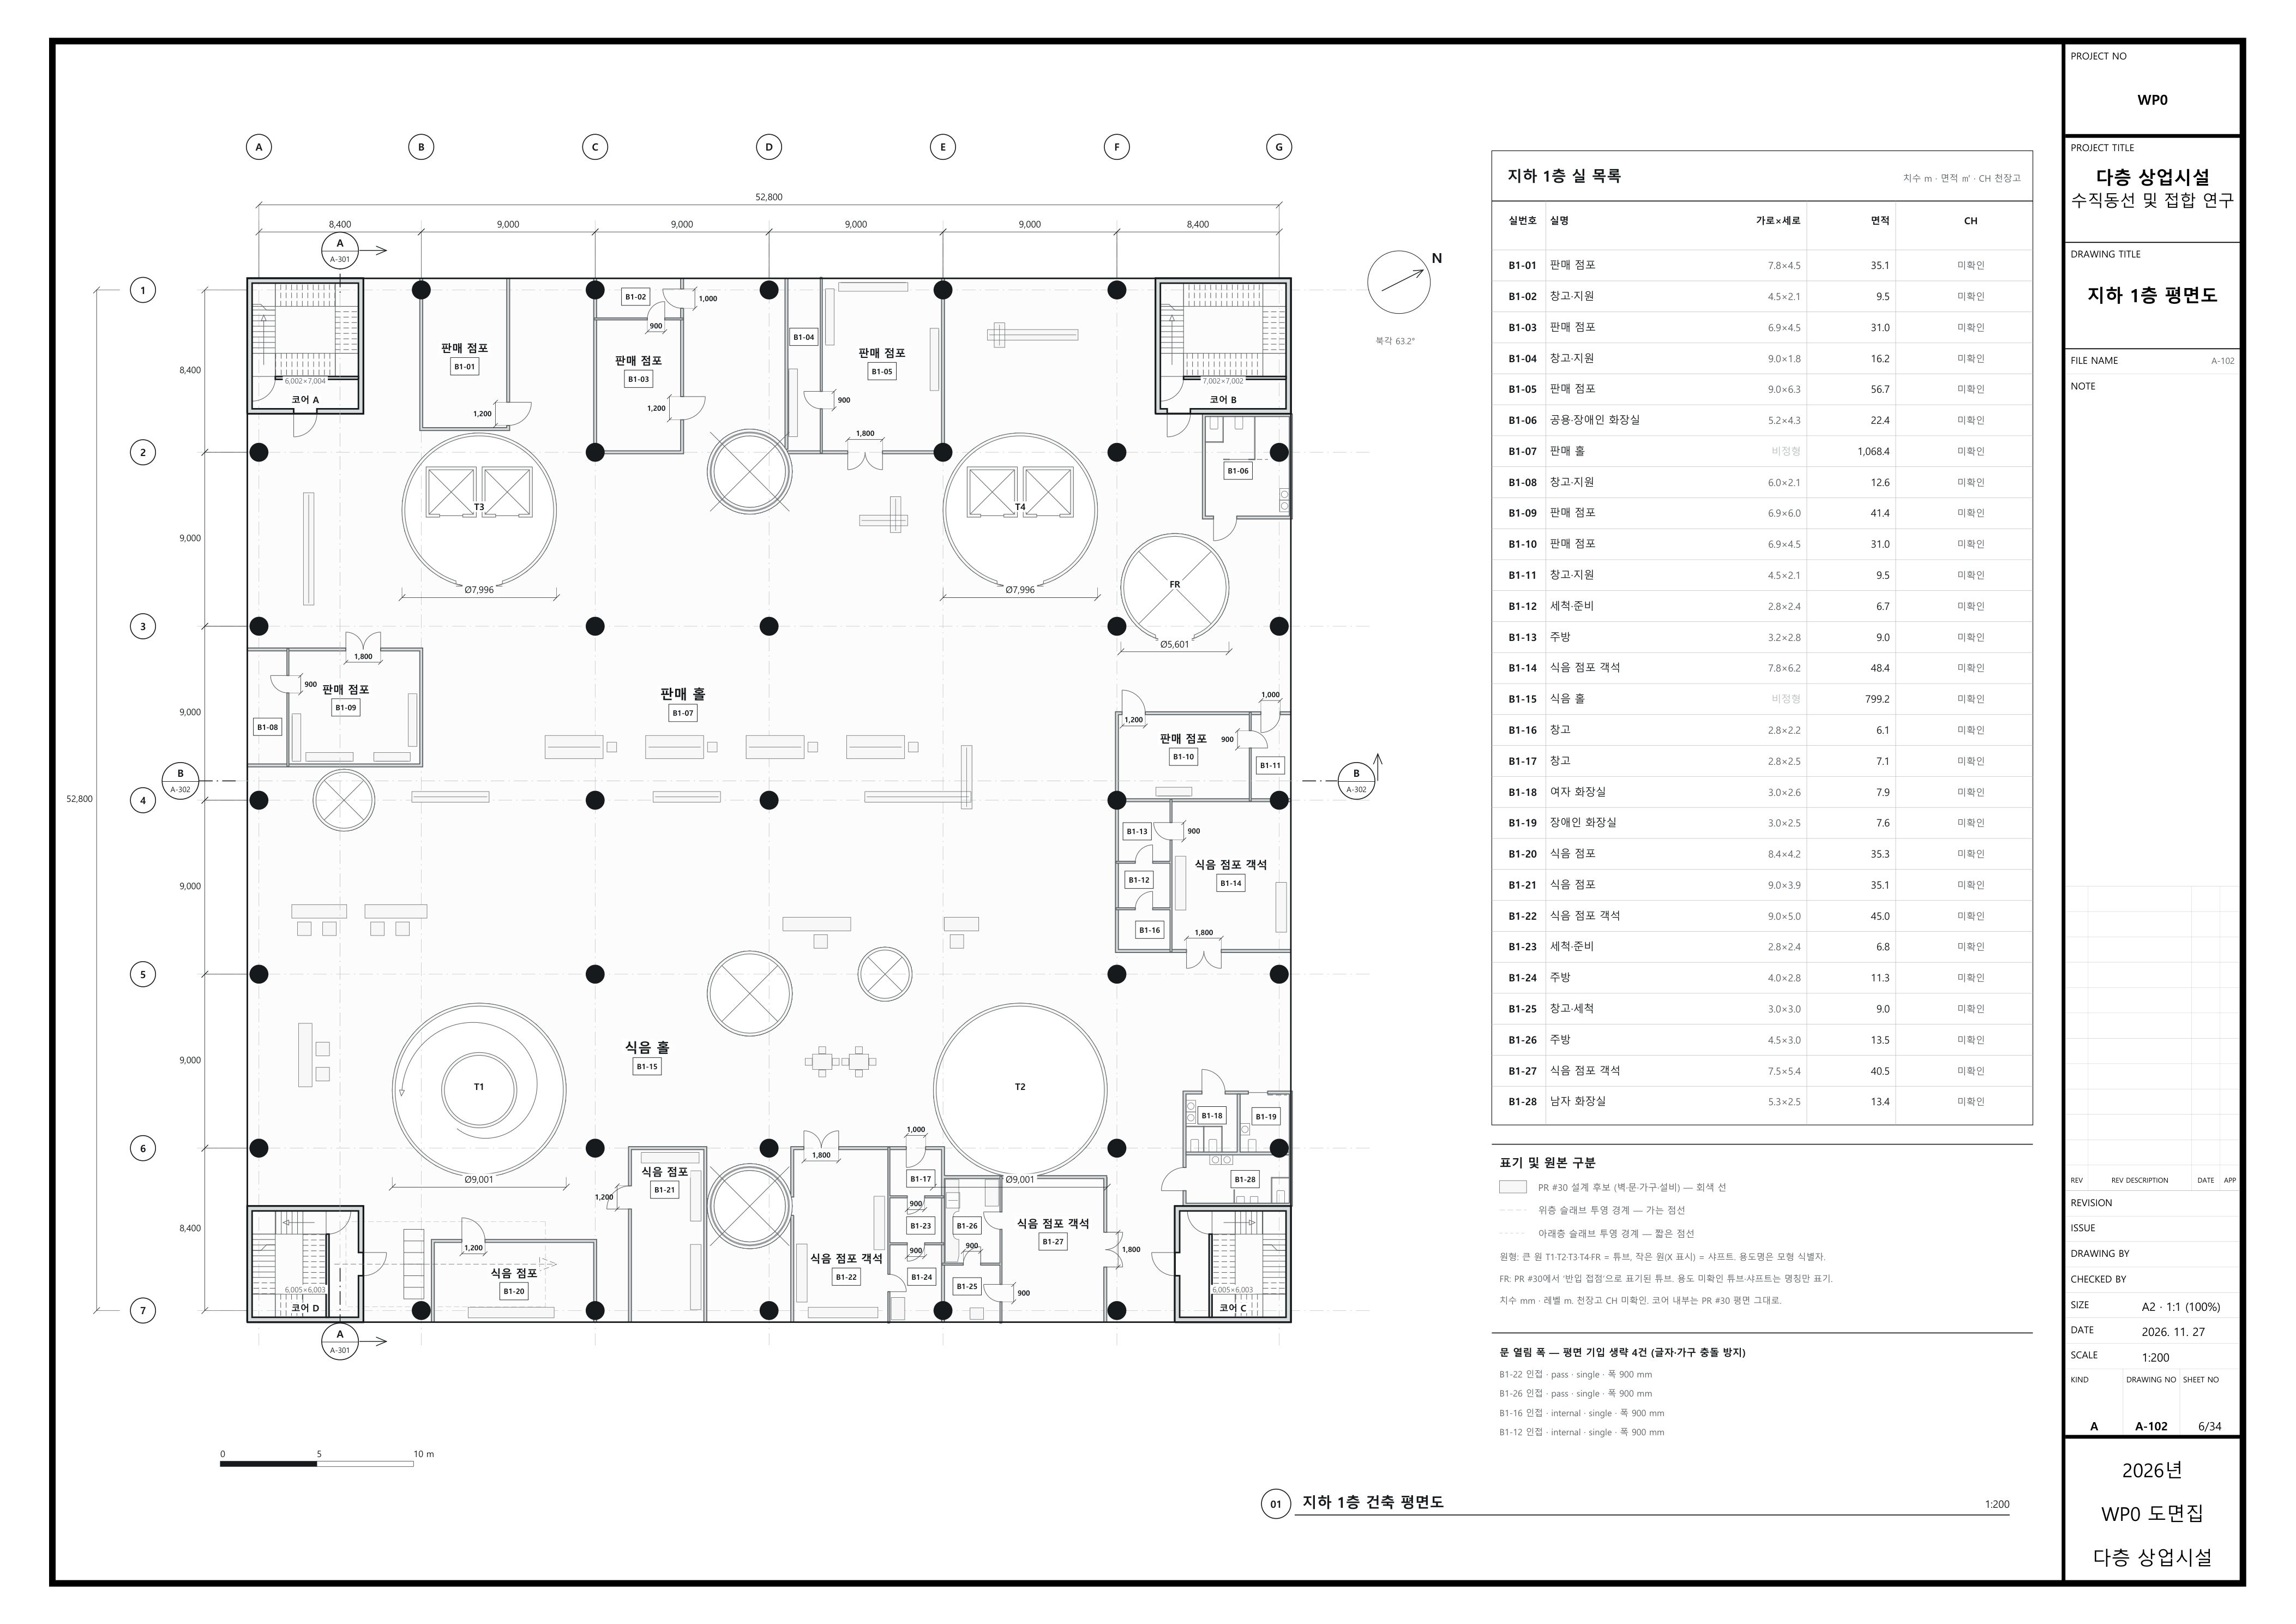 A
B
C
D
E
F
G
52,800
8,400
9,000
9,000
9,000
9,000
8,400
A
A-301
N
북각 63.2°
1
2
3
4
5
6
7
52,800
8,400
9,000
9,000
9,000
9,000
8,400
6,002×7,004
코어 A
판매 점포
B1-01
1,200
B1-02
1,000
900
판매 점포
B1-03
1,200
B1-04
판매 점포
B1-05
900
1,800
7,002×7,002
코어 B
B1-06
T3
Ø7,996
T4
Ø7,996
FR
Ø5,601
1,800
900
판매 점포
B1-09
B1-08
판매 홀
B1-07
1,000
1,200
판매 점포
B1-10
900
B1-11
B
A-302
B
A-302
B1-13
900
식음 점포 객석
B1-14
B1-12
B1-16
1,800
식음 홀
B1-15
T1
Ø9,001
T2
Ø9,001
B1-18
B1-19
B1-28
1,200
식음 점포
B1-20
식음 점포
B1-21
1,200
1,800
1,000
B1-17
900
B1-23
900
B1-24
식음 점포 객석
B1-22
B1-26
900
B1-25
900
식음 점포 객석
B1-27
1,800
6,005×6,003
코어 D
6,005×6,003
코어 C
A
A-301
0 5 10 m
01 지하 1층 건축 평면도 1:200
지하 1층 실 목록 치수 m · 면적 ㎡ · CH 천장고
실번호 실명 가로×세로 면적 CH
B1-01 판매 점포 7.8×4.5 35.1 미확인
B1-02 창고·지원 4.5×2.1 9.5 미확인
B1-03 판매 점포 6.9×4.5 31.0 미확인
B1-04 창고·지원 9.0×1.8 16.2 미확인
B1-05 판매 점포 9.0×6.3 56.7 미확인
B1-06 공용·장애인 화장실 5.2×4.3 22.4 미확인
B1-07 판매 홀 비정형 1,068.4 미확인
B1-08 창고·지원 6.0×2.1 12.6 미확인
B1-09 판매 점포 6.9×6.0 41.4 미확인
B1-10 판매 점포 6.9×4.5 31.0 미확인
B1-11 창고·지원 4.5×2.1 9.5 미확인
B1-12 세척·준비 2.8×2.4 6.7 미확인
B1-13 주방 3.2×2.8 9.0 미확인
B1-14 식음 점포 객석 7.8×6.2 48.4 미확인
B1-15 식음 홀 비정형 799.2 미확인
B1-16 창고 2.8×2.2 6.1 미확인
B1-17 창고 2.8×2.5 7.1 미확인
B1-18 여자 화장실 3.0×2.6 7.9 미확인
B1-19 장애인 화장실 3.0×2.5 7.6 미확인
B1-20 식음 점포 8.4×4.2 35.3 미확인
B1-21 식음 점포 9.0×3.9 35.1 미확인
B1-22 식음 점포 객석 9.0×5.0 45.0 미확인
B1-23 세척·준비 2.8×2.4 6.8 미확인
B1-24 주방 4.0×2.8 11.3 미확인
B1-25 창고·세척 3.0×3.0 9.0 미확인
B1-26 주방 4.5×3.0 13.5 미확인
B1-27 식음 점포 객석 7.5×5.4 40.5 미확인
B1-28 남자 화장실 5.3×2.5 13.4 미확인
표기 및 원본 구분
PR #30 설계 후보 (벽·문·가구·설비) — 회색 선
위층 슬래브 투영 경계 — 가는 점선
아래층 슬래브 투영 경계 — 짧은 점선
원형: 큰 원 T1·T2·T3·T4·FR = 튜브, 작은 원(X 표시) = 샤프트. 용도명은 모형 식별자.
FR: PR #30에서 '반입 접점'으로 표기된 튜브. 용도 미확인 튜브·샤프트는 명칭만 표기.
치수 mm · 레벨 m. 천장고 CH 미확인. 코어 내부는 PR #30 평면 그대로.
문 열림 폭 — 평면 기입 생략 4건 (글자·가구 충돌 방지)
B1-22 인접 · pass · single · 폭 900 mm
B1-26 인접 · pass · single · 폭 900 mm
B1-16 인접 · internal · single · 폭 900 mm
B1-12 인접 · internal · single · 폭 900 mm
PROJECT NO
WP0
PROJECT TITLE
다층 상업시설
수직동선 및 접합 연구
DRAWING TITLE
지하 1층 평면도
FILE NAME A-102
NOTE
REV REV DESCRIPTION DATE APP
REVISION
ISSUE
DRAWING BY
CHECKED BY
SIZE A2 · 1:1 (100%)
DATE 2026. 11. 27
SCALE 1:200
KIND DRAWING NO SHEET NO
A A-102 6/34
2026년
WP0 도면집
다층 상업시설